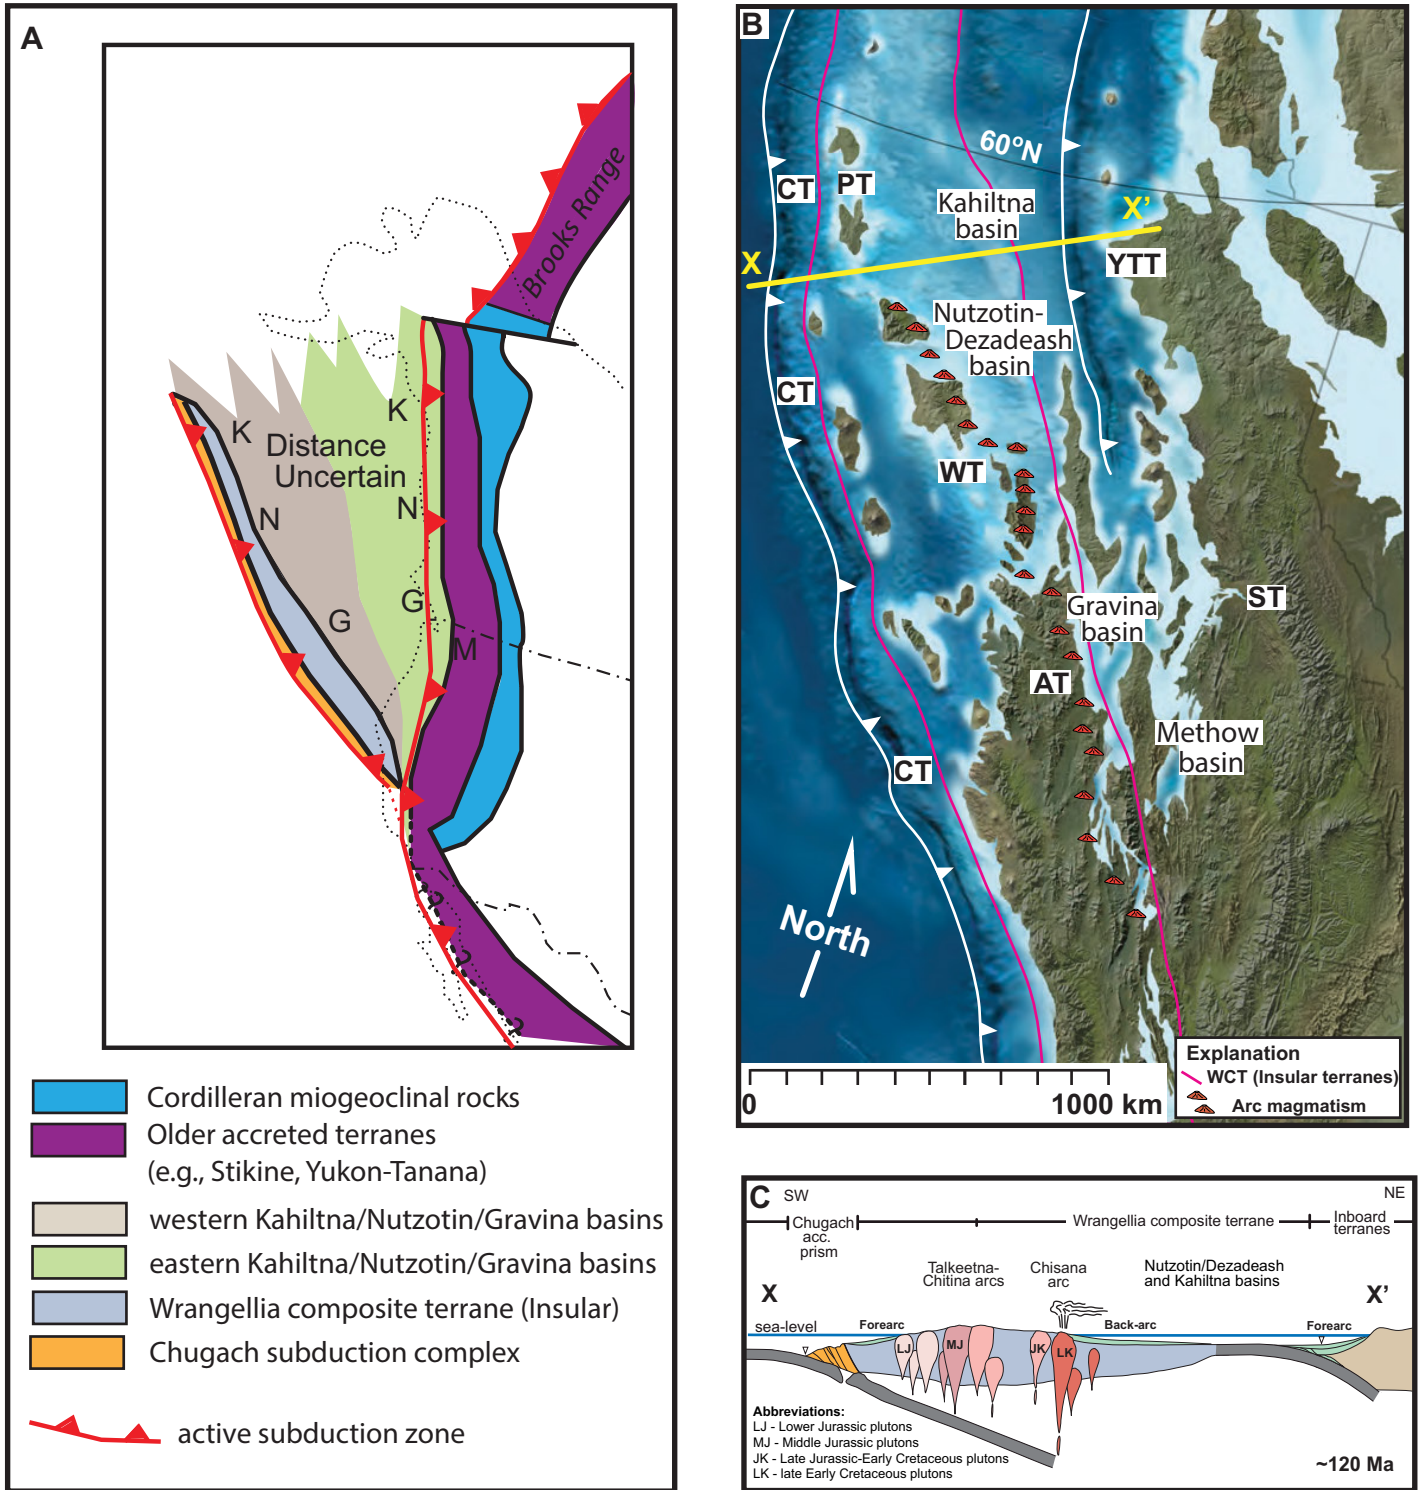 A
Brooks Range
K
Distance
Uncertain
K
N
N
G
G
M
?
?
?
Cordilleran miogeoclinal rocks
Older accreted terranes
(e.g., Stikine, Yukon-Tanana)
western Kahiltna/Nutzotin/Gravina basins
eastern Kahiltna/Nutzotin/Gravina basins
Wrangellia composite terrane (Insular)
Chugach subduction complex
active subduction zone
B
60°N
CT
PT
Kahiltna
basin
X'
X
YTT
Nutzotin-
Dezadeash
basin
CT
WT
ST
Gravina
basin
AT
Methow
basin
CT
North
Explanation
WCT (Insular terranes)
Arc magmatism
0
1000 km
C
SW
NE
Chugach
acc.
prism
Wrangellia composite terrane
Inboard
terranes
Talkeetna-
Chitina arcs
Chisana
arc
Nutzotin/Dezadeash
and Kahiltna basins
X
X'
sea-level
Forearc
Back-arc
Forearc
LJ
MJ
JK
LK
Abbreviations:
LJ - Lower Jurassic plutons
MJ - Middle Jurassic plutons
JK - Late Jurassic-Early Cretaceous plutons
LK - late Early Cretaceous plutons
~120 Ma